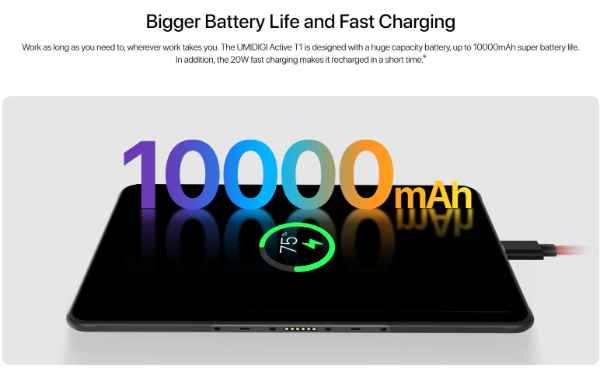 Bigger Battery Life and Fast Charging
Work as long as you need to, wherever work takes you. The UMIDIGI Active T1 is designed with a huge capacity battery, up to 10000mAh super battery life.
In addition, the 20W fast charging makes it recharged in a short time.*
10000mAh
75%